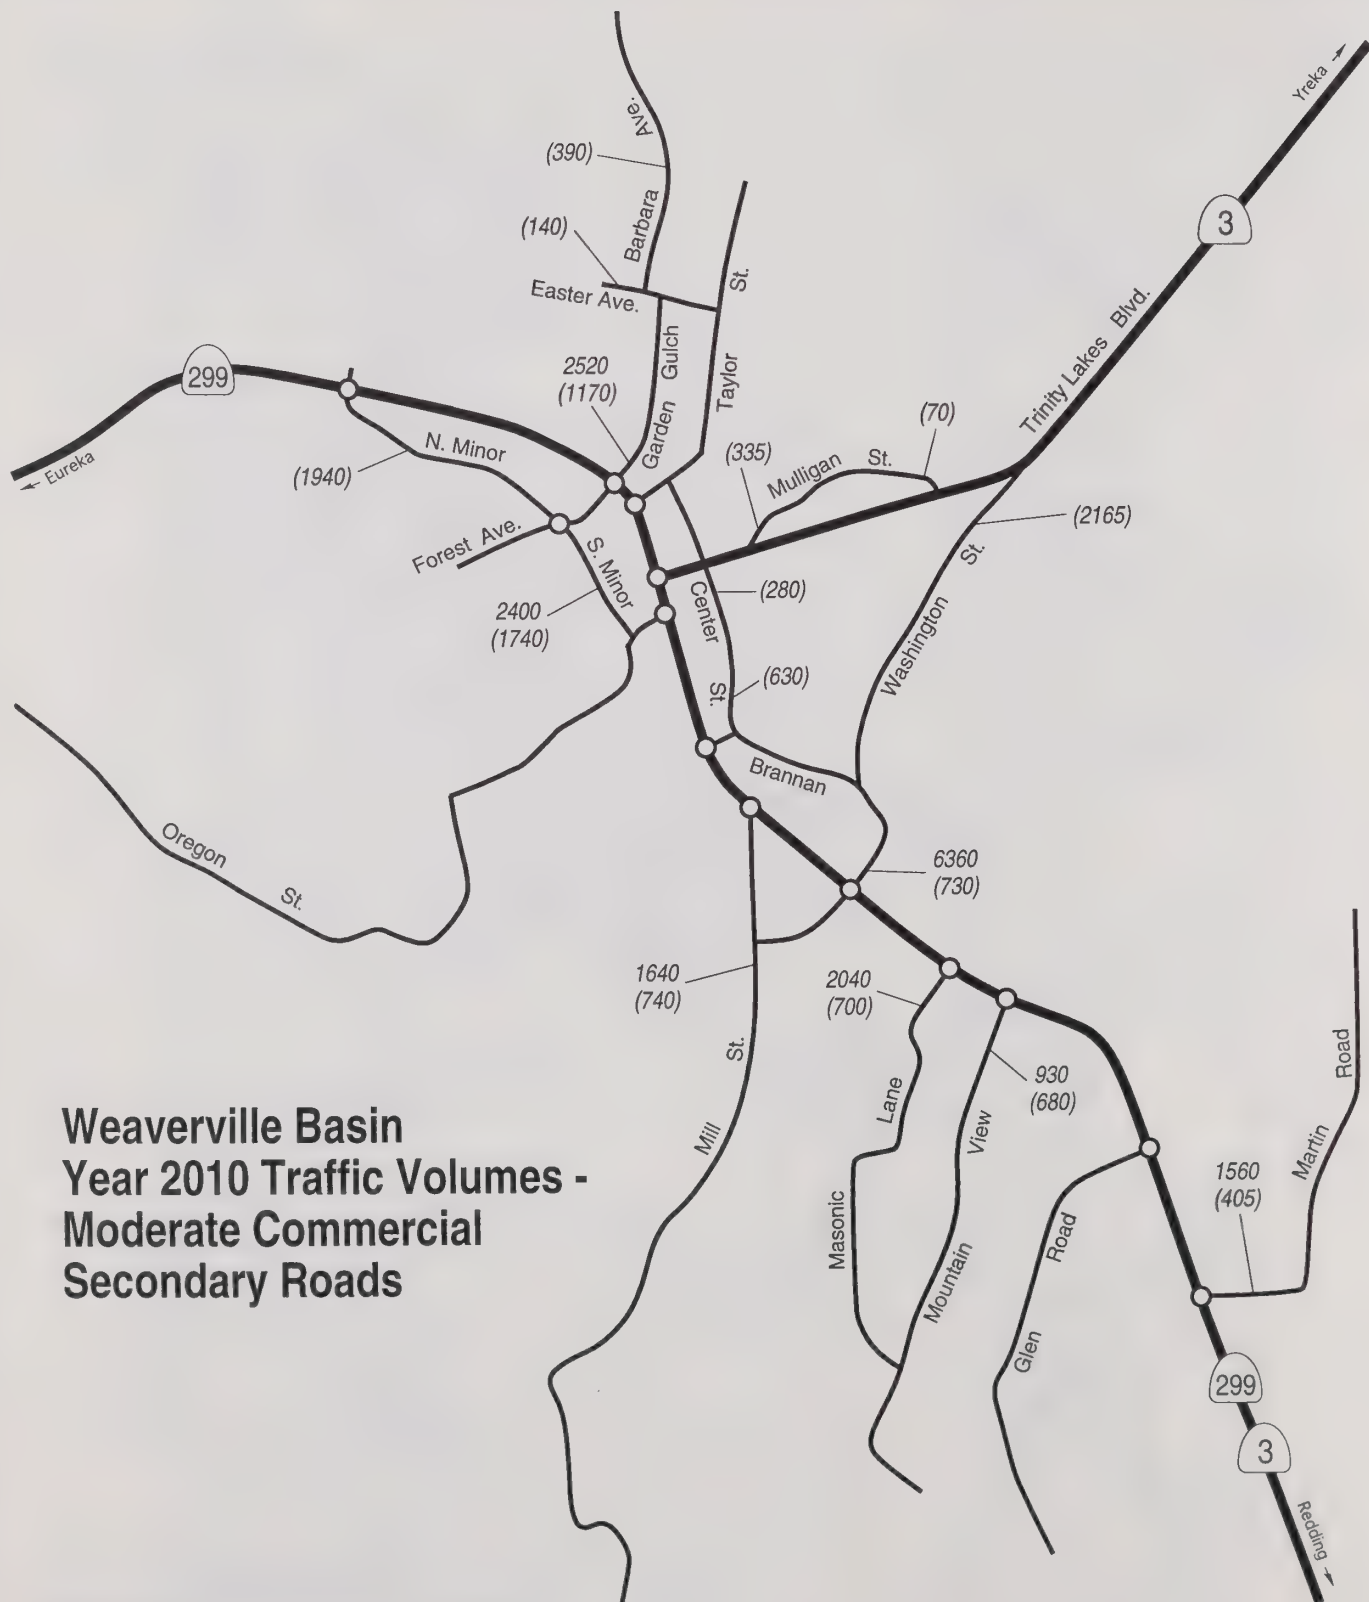 Yreka
Ave.
(390)
Barbara
3
(140)
St.
Easter Ave.
Trinity Lakes Blvd.
299
2520
(1170)
Gulch
Taylor
Garden
(70)
(335)
Mulligan St.
N. Minor
Eureka
(1940)
(2165)
Forest Ave.
S. Minor
St.
2400
(1740)
Center
(280)
Washington
St.
(630)
Brannan
Oregon
St.
6360
(730)
1640
(740)
2040
(700)
St.
Road
930
(680)
Lane
View
Mill
Martin
Weaverville Basin
Year 2010 Traffic Volumes -
Moderate Commercial
Secondary Roads
1560
(405)
Masonic
Road
Mountain
Glen
299
3
Redding